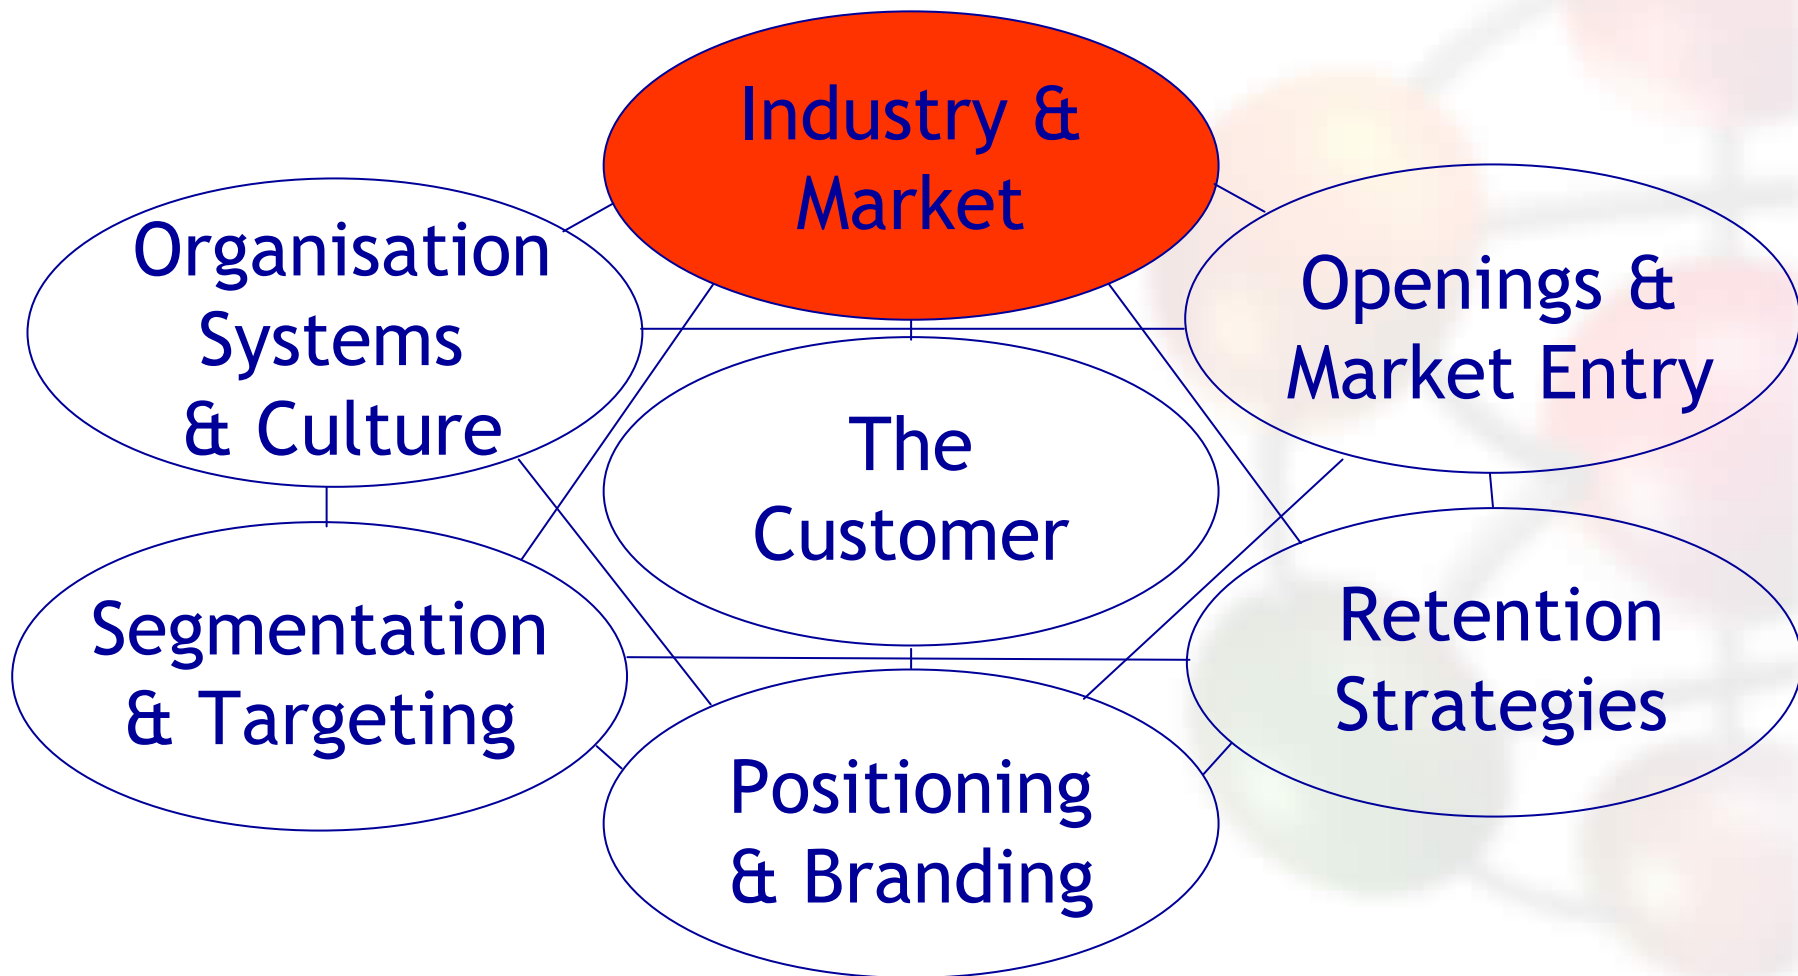 Industry &
Market
Organisation
Systems
& Culture
Openings &
Market Entry
The
Customer
Segmentation
& Targeting
Retention
Strategies
Positioning
& Branding